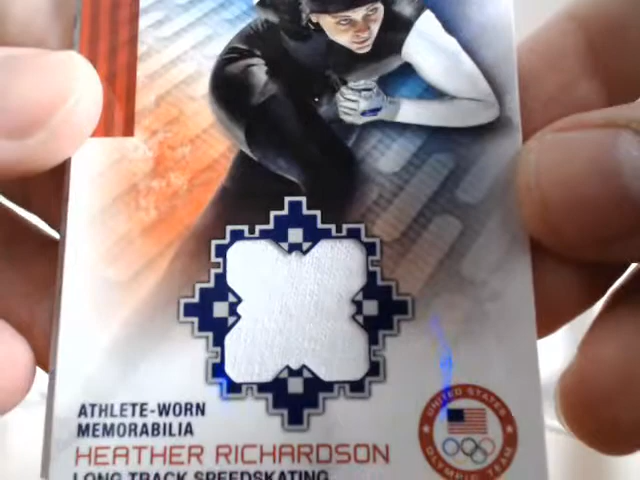 ATHLETE-WORN
MEMORABILIA
HEATHER RICHARDSON
LONG TRACK SPEEDSKATING
UNITED STATES
OLYMPIC TEAM